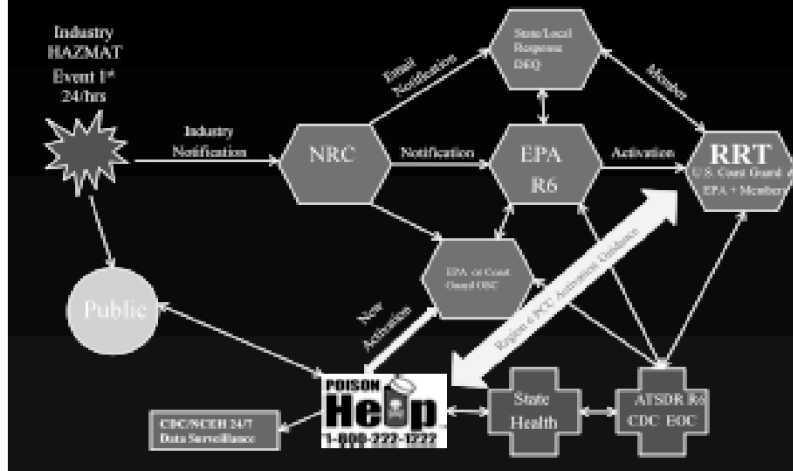 Industry
HAZMAT
Event 1st
24/hrs
State/Local
Response
DEQ
Email
Notification
Member
Industry
Notification
NRC
Notification
EPA
R6
Activation
RRT
U.S. Coast Guard &
EPA + Members
EPA or Coast
Guard OSC
Public
New
Activation
Region 6 PCC Activation Guidance
POISON
Help
1-800-222-1222
CDC/NCEH 24/7
Data Surveillance
State
Health
ATSDR R6
CDC EOC